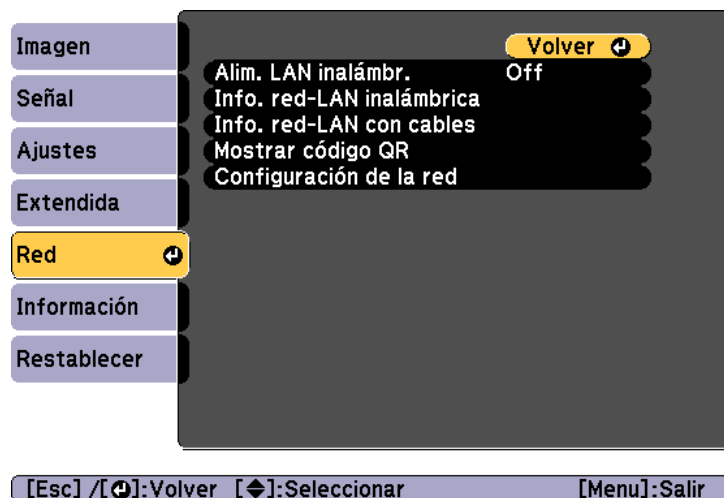 Imagen
Señal
Ajustes
Extendida
Red
Información
Restablecer
Volver
Alim. LAN inalámbr. Off
Info. red-LAN inalámbrica
Info. red-LAN con cables
Mostrar código QR
Configuración de la red
[Esc] /[⏎]:Volver [◆]:Seleccionar [Menu]:Salir